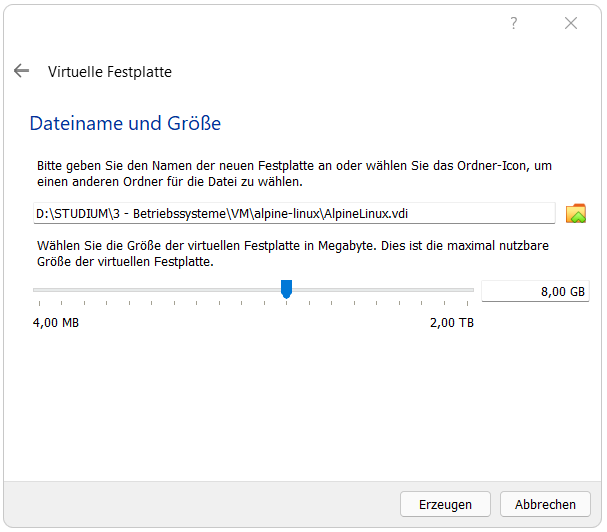 ?
Virtuelle Festplatte
Dateiname und Größe
Bitte geben Sie den Namen der neuen Festplatte an oder wählen Sie das Ordner-Icon, um
einen anderen Ordner für die Datei zu wählen.
D:\STUDIUM\3 - Betriebssysteme\VM\alpine-linux\AlpineLinux.vdi
Wählen Sie die Größe der virtuellen Festplatte in Megabyte. Dies ist die maximal nutzbare
Größe der virtuellen Festplatte.
8,00 GB
4,00 MB 2,00 TB
Erzeugen Abbrechen